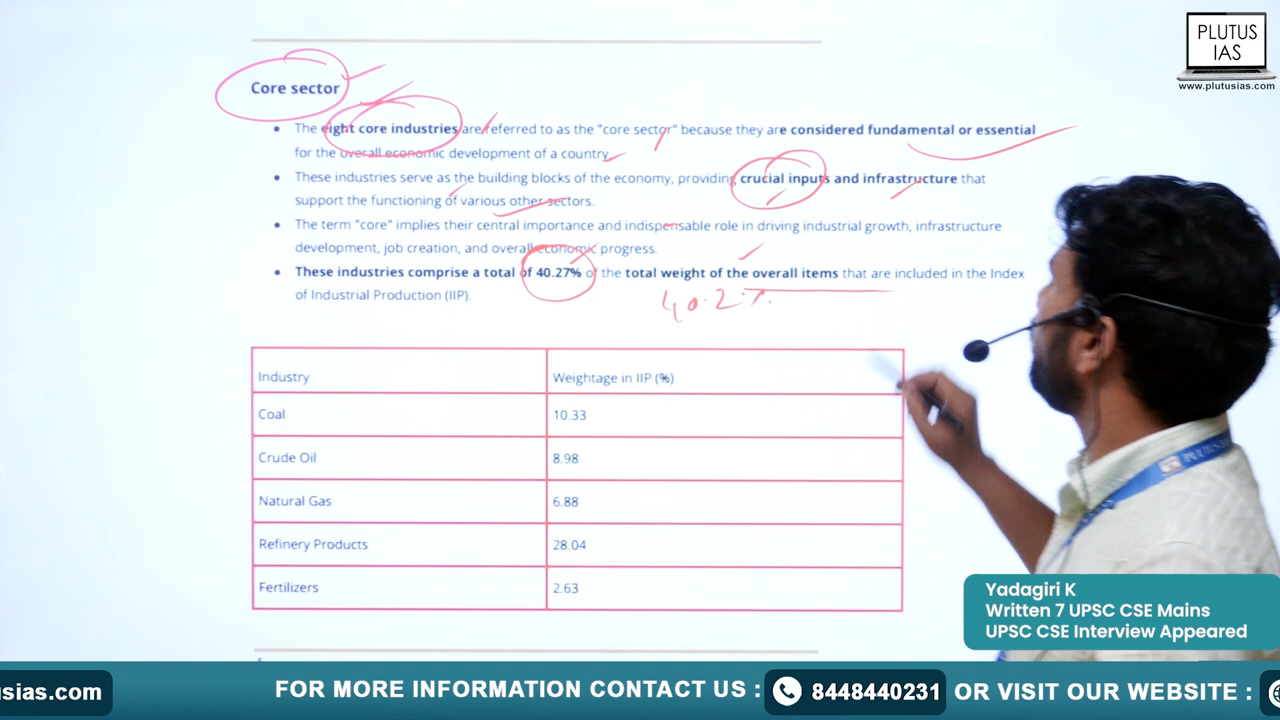 PLUTUS
IAS
www.plutusias.com
Core sector
The eight core industries are referred to as the "core sector" because they are considered fundamental or essential
for the overall economic development of a country.
These industries serve as the building blocks of the economy, providing crucial inputs and infrastructure that
support the functioning of various other sectors.
The term "core" implies their central importance and indispensable role in driving industrial growth, infrastructure
development, job creation, and overall economic progress.
These industries comprise a total of 40.27% of the total weight of the overall items that are included in the Index
of Industrial Production (IIP).
40.2%
Industry Weightage in IIP (%)
Coal 10.33
Crude Oil 8.98
Natural Gas 6.88
Refinery Products 28.04
Fertilizers 2.63
PLUTUS
Yadagiri K
Written 7 UPSC CSE Mains
UPSC CSE Interview Appeared
usias.com FOR MORE INFORMATION CONTACT US : 8448440231 OR VISIT OUR WEBSITE :